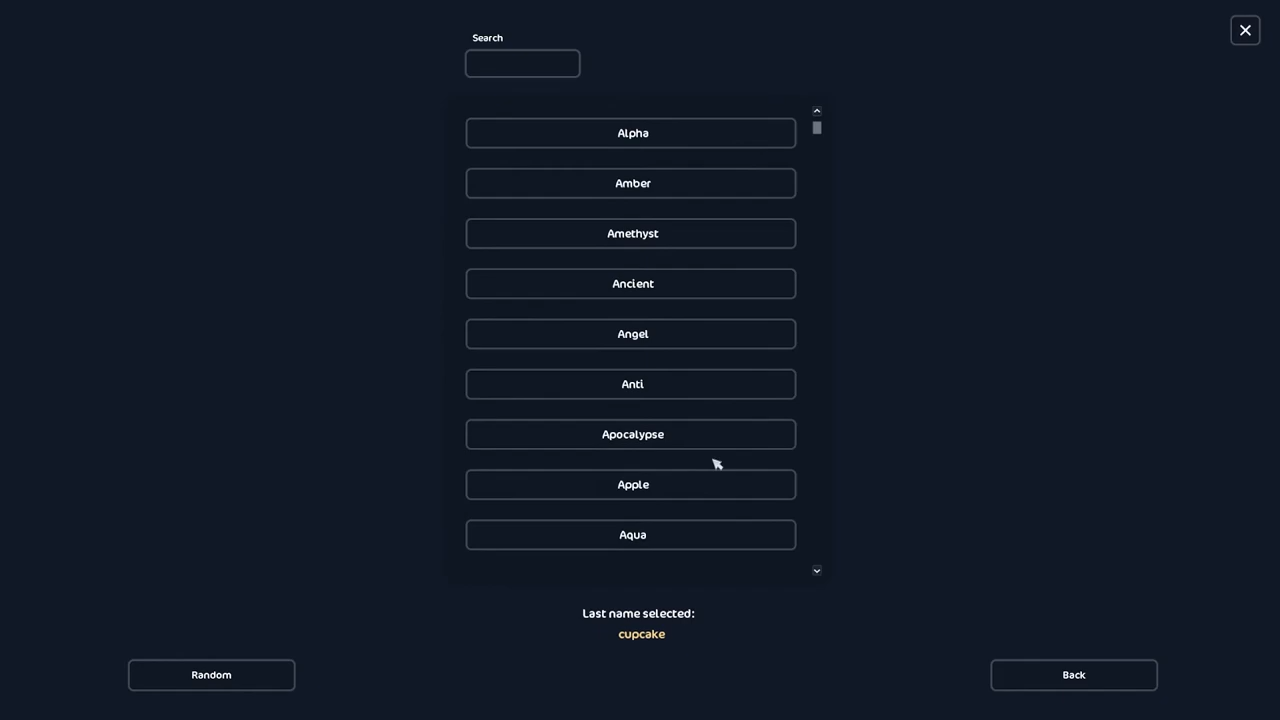 Search
Alpha
Amber
Amethyst
Ancient
Angel
Anti
Apocalypse
Apple
Aqua
Last name selected:
cupcake
Random
Back